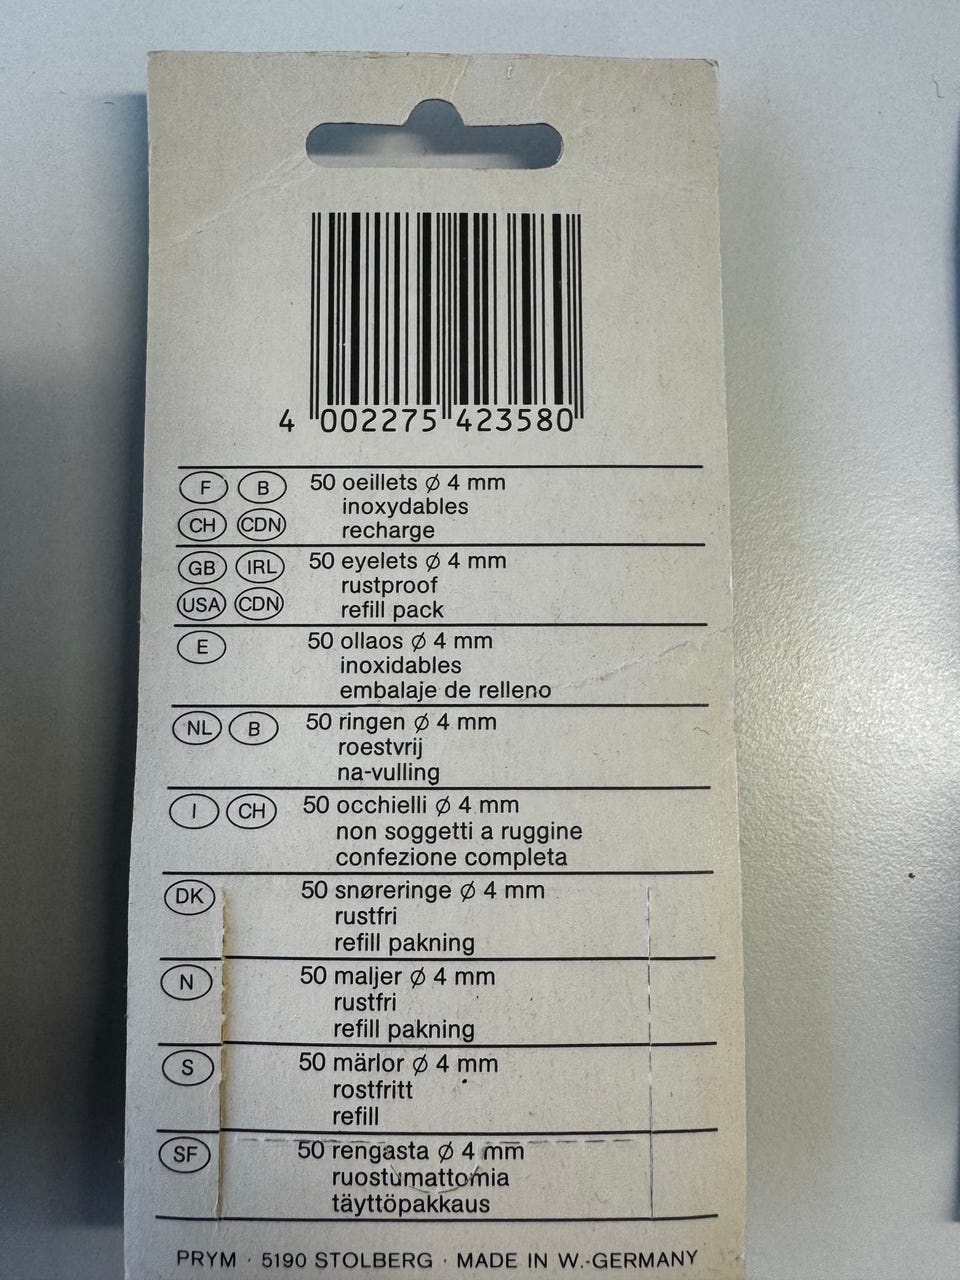 4 002275 423580
F B 50 oeillets ⌀ 4 mm
inoxydables
CH CDN recharge
GB IRL 50 eyelets ⌀ 4 mm
rustproof
USA CDN refill pack
E 50 ollaos ⌀ 4 mm
inoxidables
embalaje de relleno
NL B 50 ringen ⌀ 4 mm
roestvrij
na-vulling
I CH 50 occhielli ⌀ 4 mm
non soggetti a ruggine
confezione completa
DK 50 snøreringe ⌀ 4 mm
rustfri
refill pakning
N 50 maljer ⌀ 4 mm
rustfri
refill pakning
S 50 märlor ⌀ 4 mm
rostfritt
refill
SF 50 rengasta ⌀ 4 mm
ruostumattomia
täyttöpakkaus
PRYM · 5190 STOLBERG · MADE IN W.-GERMANY